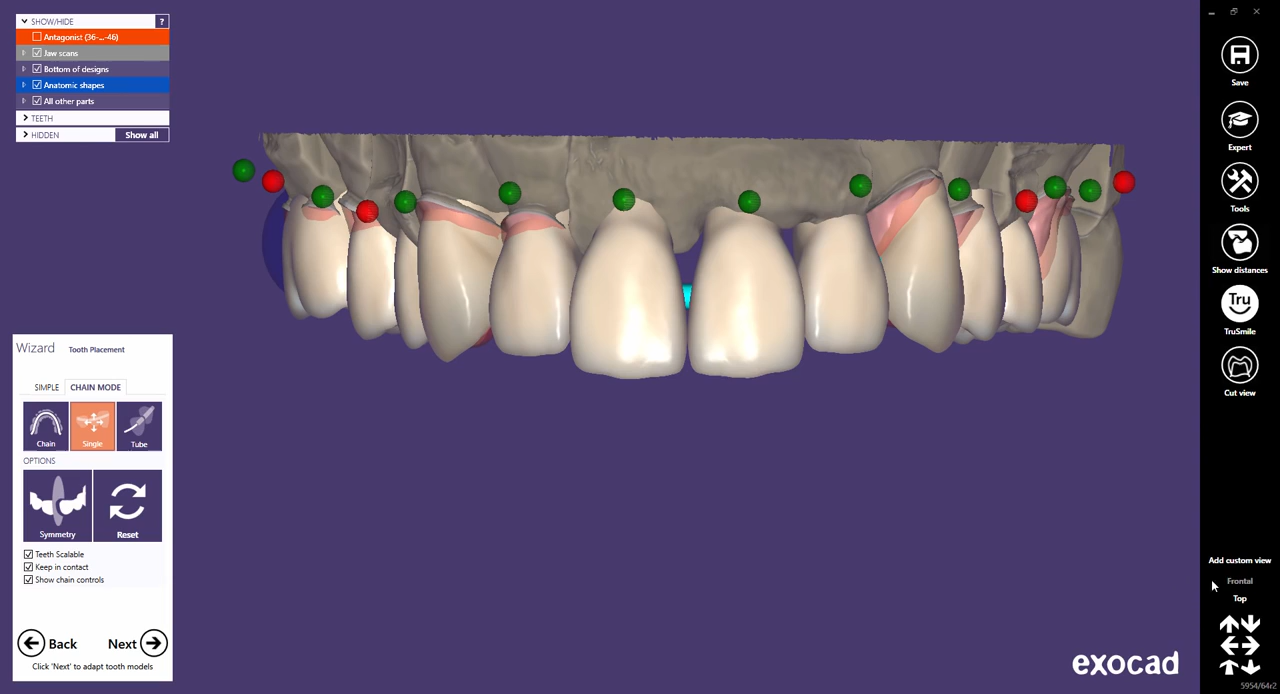 SHOW/HIDE
?
Antagonist (36-...-46)
Jaw scans
Bottom of designs
Anatomic shapes
All other parts
TEETH
HIDDEN
Show all
Wizard Tooth Placement
SIMPLE CHAIN MODE
Chain Single Tube
OPTIONS
Symmetry Reset
Teeth Scalable
Keep in contact
Show chain controls
Back Next
Click 'Next' to adapt tooth models
Save
Expert
Tools
Show distances
Tru
TruSmile
Cut view
Add custom view
Frontal
Top
exocad
5954/64r2